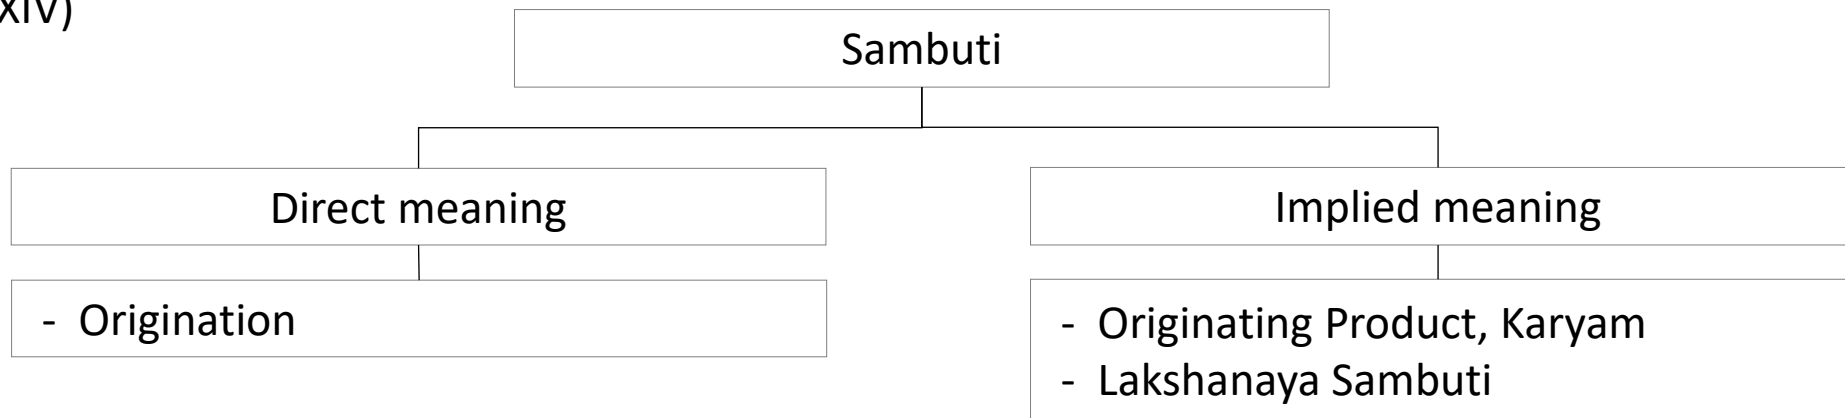 XIV)
Sambuti
Direct meaning
Implied meaning
- Origination
- Originating Product, Karyam
- Lakshanaya Sambuti